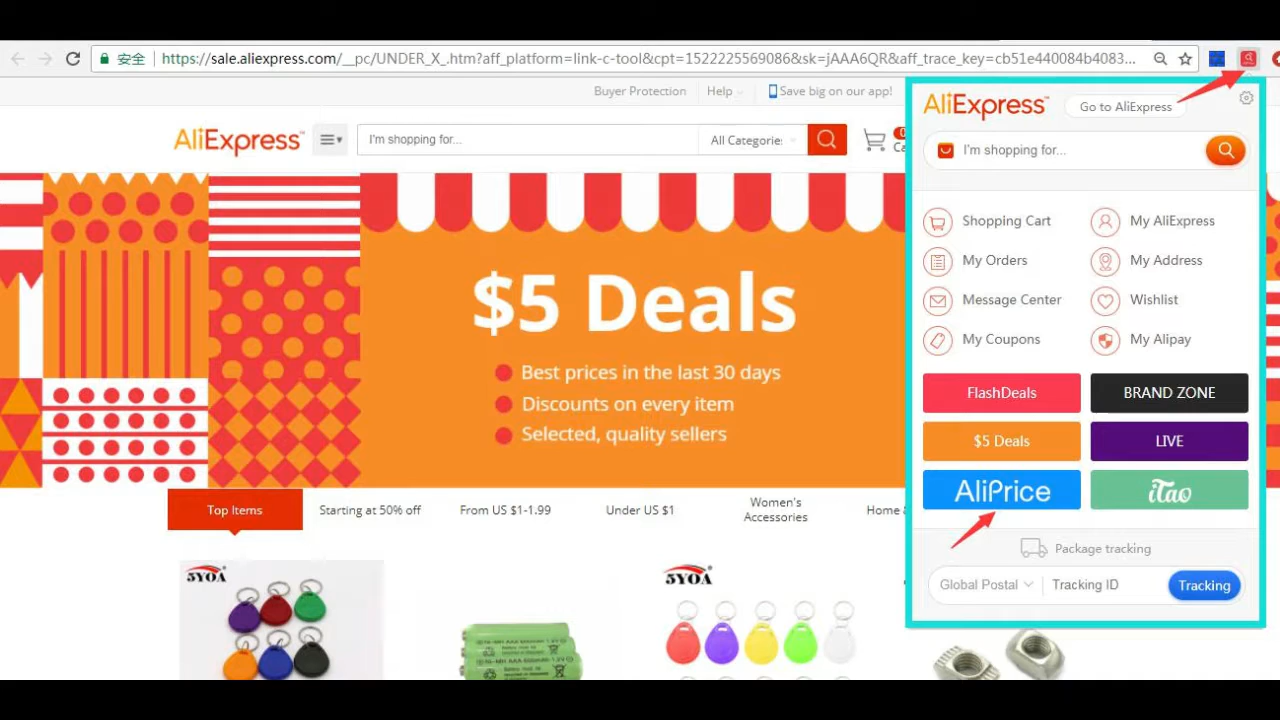 安全
https://sale.aliexpress.com/__pc/UNDER_X_.htm?aff_platform=link-c-tool&cpt=1522225569086&sk=jAAA6QR&aff_trace_key=cb51e440084b4083...
Buyer Protection
Help
Save big on our app!
AliExpress™
I'm shopping for...
All Categorie:
0
Ca
$5 Deals
Best prices in the last 30 days
Discounts on every item
Selected, quality sellers
Top Items
Starting at 50% off
From US $1-1.99
Under US $1
Women's
Accessories
Home &
5YOA
5YOA
AliExpress™
Go to AliExpress
I'm shopping for...
Shopping Cart
My AliExpress
My Orders
My Address
Message Center
Wishlist
My Coupons
My Alipay
FlashDeals
BRAND ZONE
$5 Deals
LIVE
AliPrice
iTao
Package tracking
Global Postal
Tracking ID
Tracking